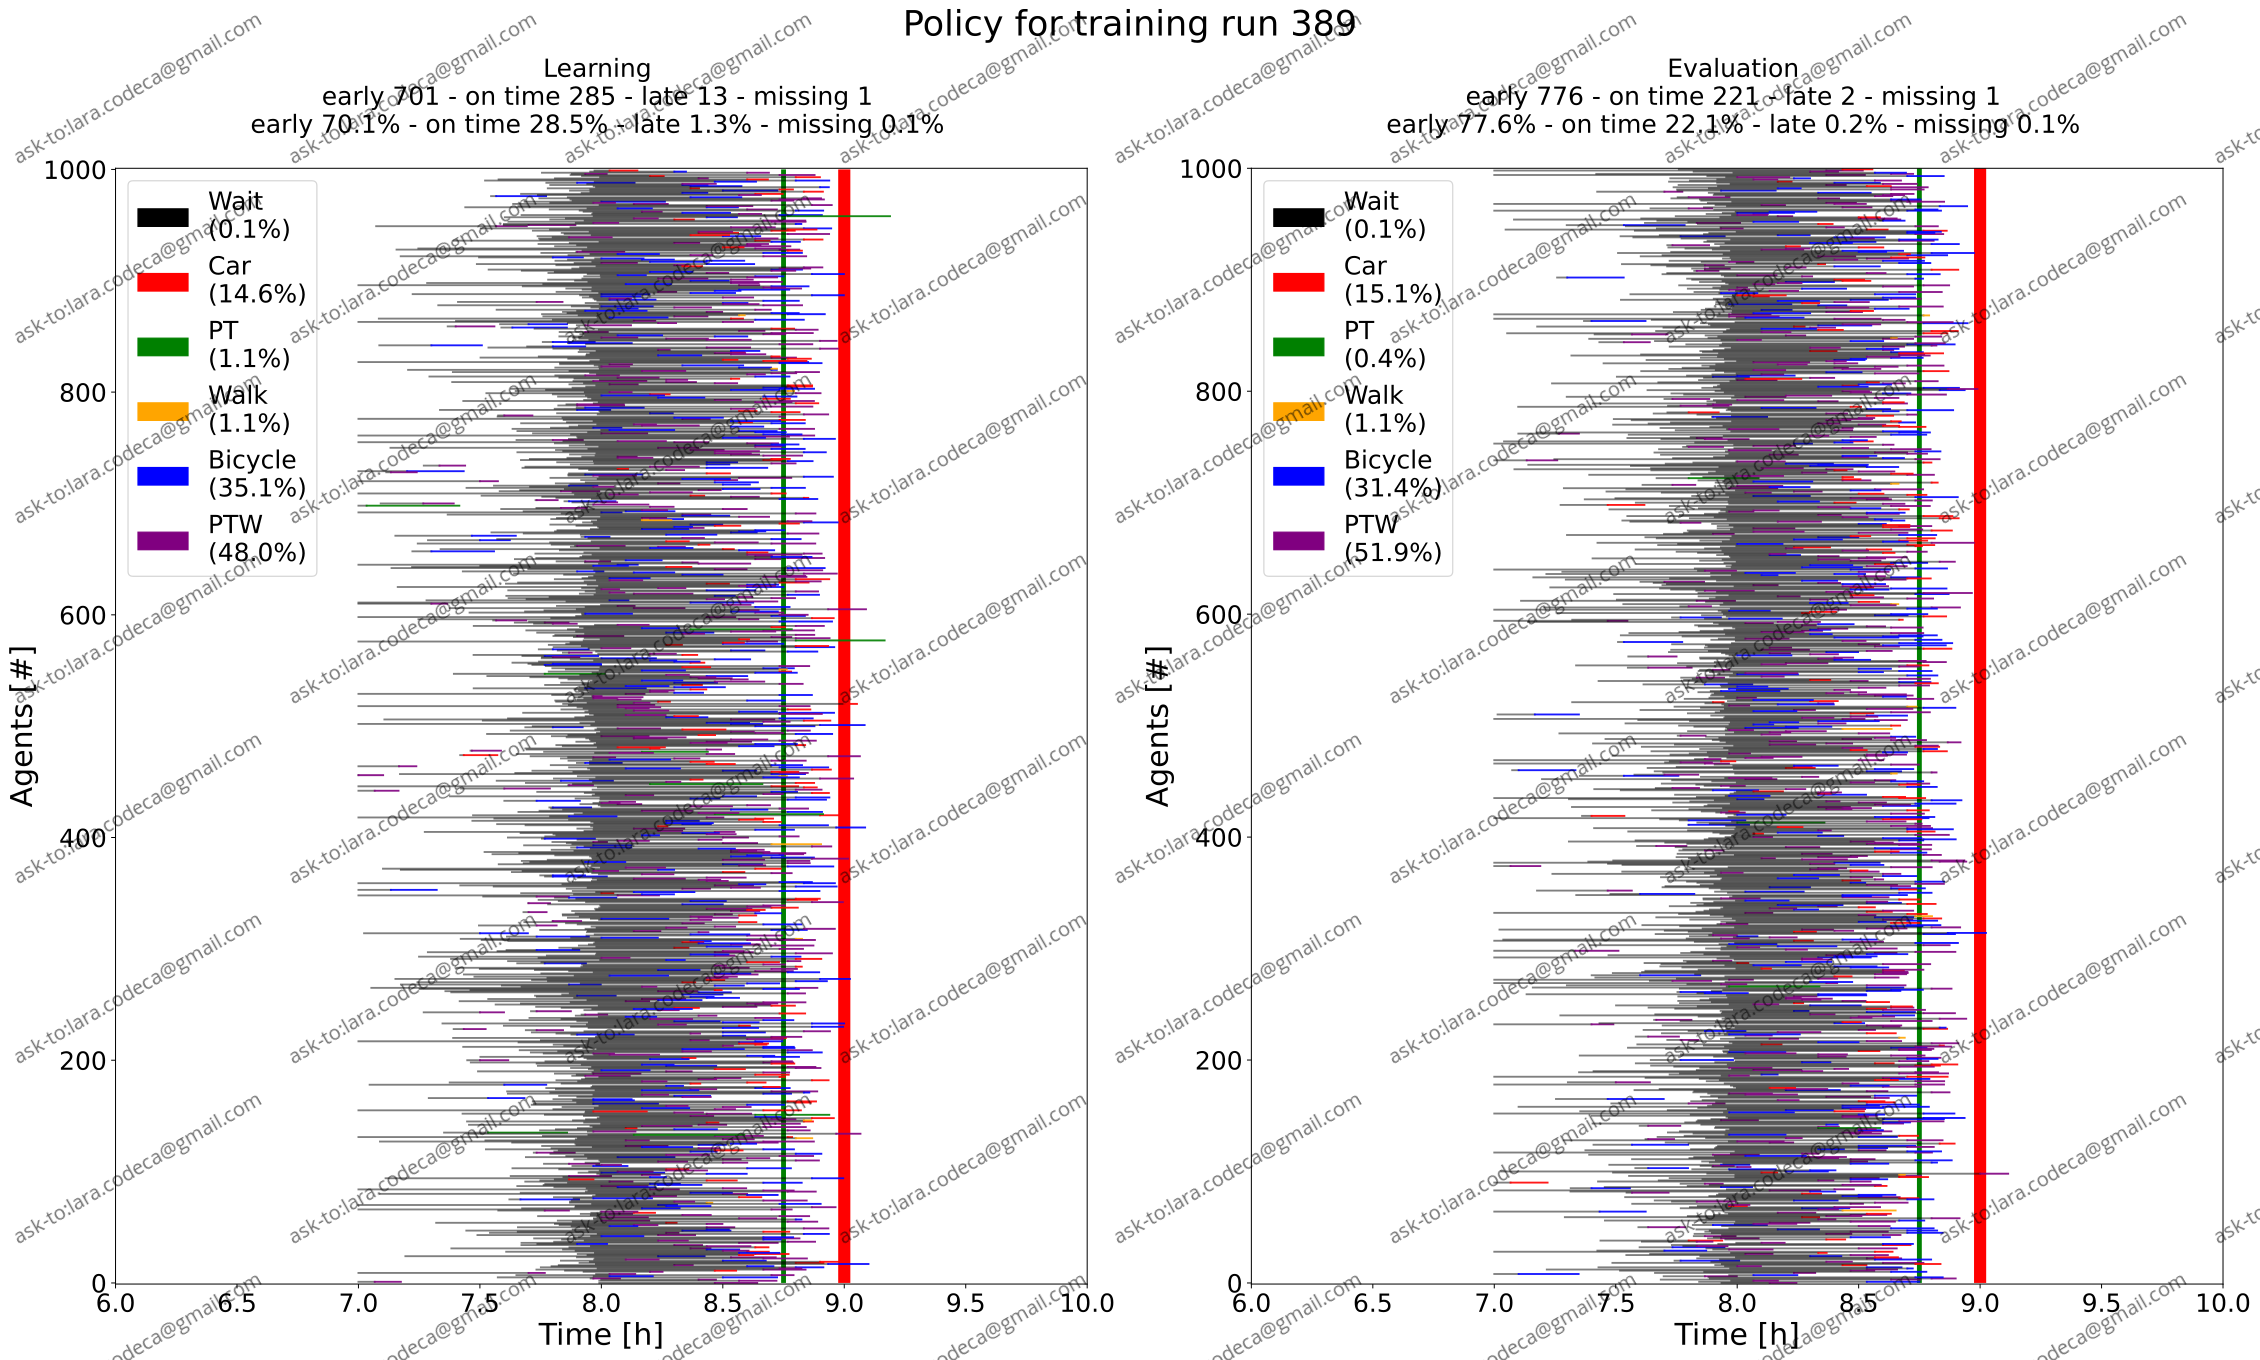 Policy for training run 389
Learning
early 701 - on time 285 - late 13 - missing 1
early 70.1% - on time 28.5% - late 1.3% - missing 0.1%
1000
800
600
400
200
0
Agents [#]
Wait
(0.1%)
Car
(14.6%)
PT
(1.1%)
Walk
(1.1%)
Bicycle
(35.1%)
PTW
(48.0%)
6.0 6.5 7.0 7.5 8.0 8.5 9.0 9.5 10.0
Time [h]
Evaluation
early 776 - on time 221 - late 2 - missing 1
early 77.6% - on time 22.1% - late 0.2% - missing 0.1%
1000
800
600
400
200
0
Agents [#]
Wait
(0.1%)
Car
(15.1%)
PT
(0.4%)
Walk
(1.1%)
Bicycle
(31.4%)
PTW
(51.9%)
6.0 6.5 7.0 7.5 8.0 8.5 9.0 9.5 10.0
Time [h]
ask-to:lara.codeca@gmail.com